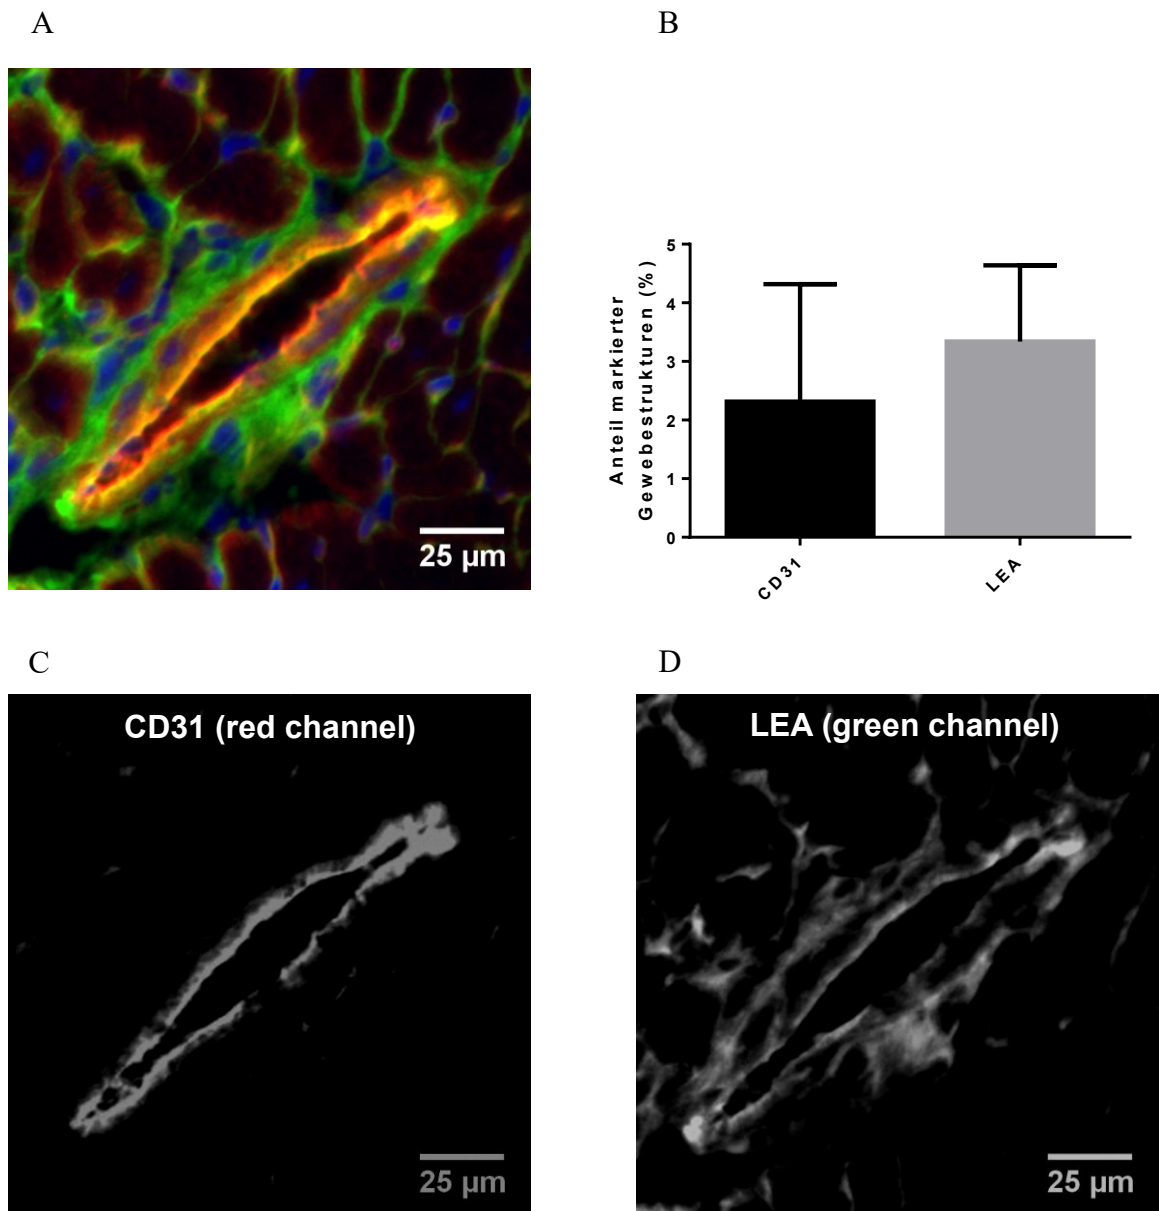 A
B
25 µm
5
4
3
2
1
0
Anteil markierter
Gewebestrukturen (%)
CD31
LEA
C
D
CD31 (red channel)
LEA (green channel)
25 µm
25 µm